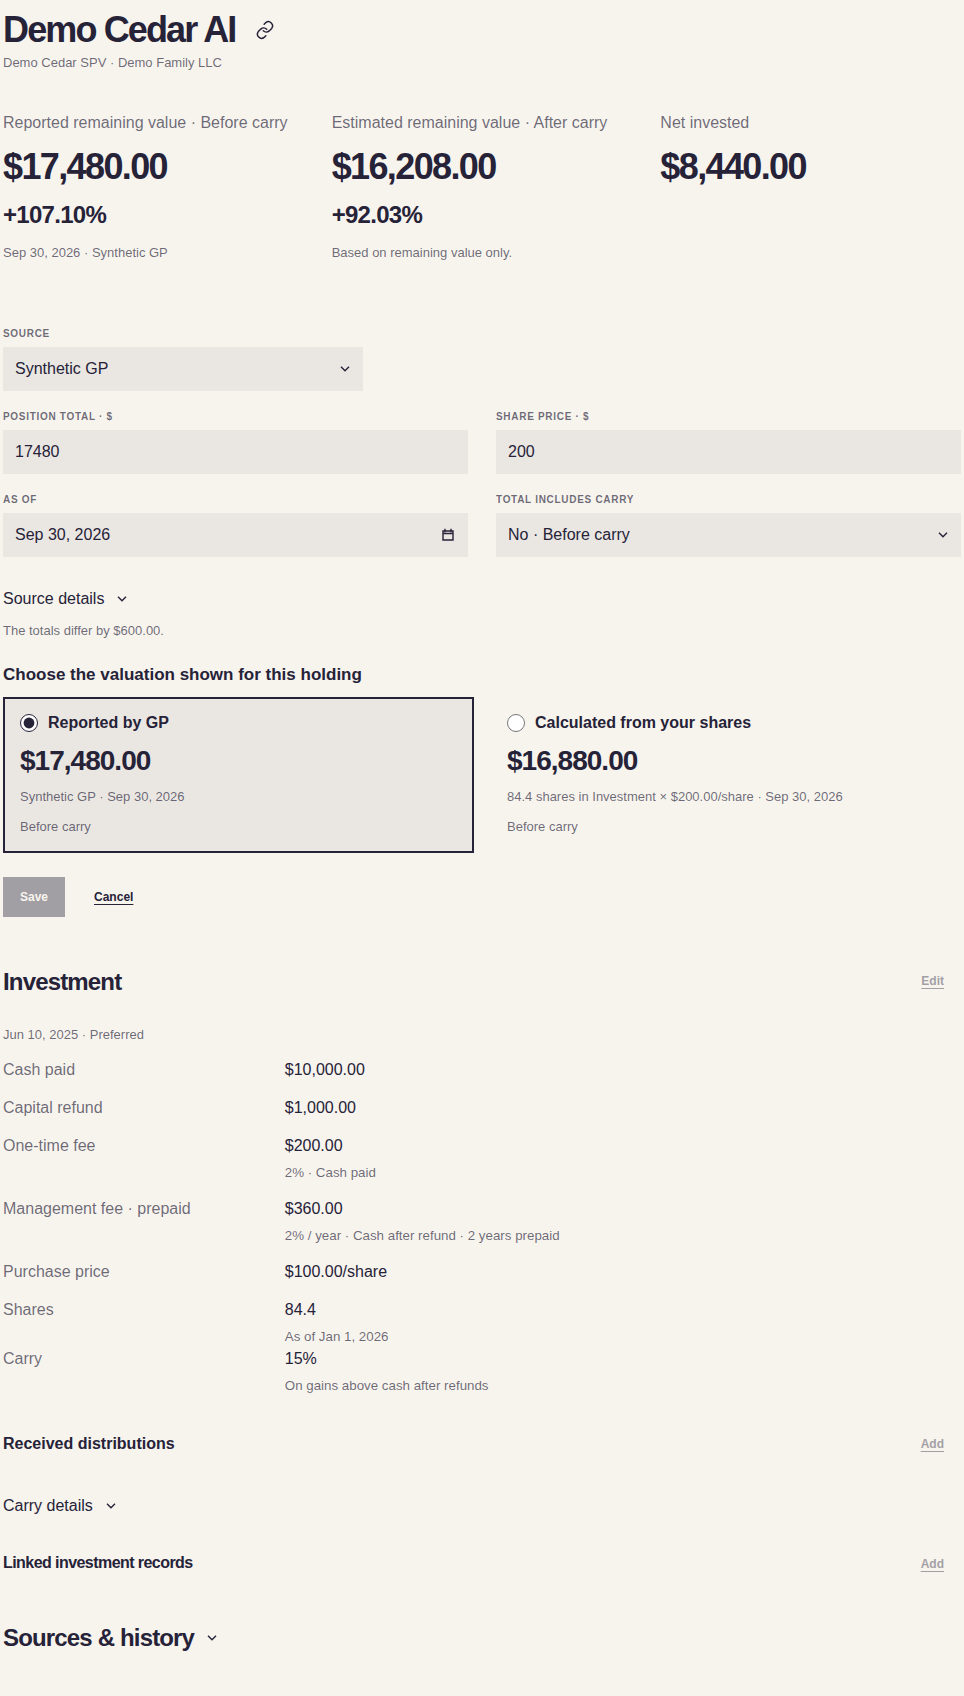 Demo Cedar AI
Demo Cedar SPV · Demo Family LLC
Reported remaining value · Before carry
$17,480.00
+107.10%
Sep 30, 2026 · Synthetic GP
Estimated remaining value · After carry
$16,208.00
+92.03%
Based on remaining value only.
Net invested
$8,440.00
SOURCE
Synthetic GP
POSITION TOTAL · $
17480
SHARE PRICE · $
200
AS OF
Sep 30, 2026
TOTAL INCLUDES CARRY
No · Before carry
Source details
The totals differ by $600.00.
Choose the valuation shown for this holding
Reported by GP
$17,480.00
Synthetic GP · Sep 30, 2026
Before carry
Calculated from your shares
$16,880.00
84.4 shares in Investment × $200.00/share · Sep 30, 2026
Before carry
Save
Cancel
Investment
Edit
Jun 10, 2025 · Preferred
Cash paid
$10,000.00
Capital refund
$1,000.00
One-time fee
$200.00
2% · Cash paid
Management fee · prepaid
$360.00
2% / year · Cash after refund · 2 years prepaid
Purchase price
$100.00/share
Shares
84.4
As of Jan 1, 2026
Carry
15%
On gains above cash after refunds
Received distributions
Add
Carry details
Linked investment records
Add
Sources & history